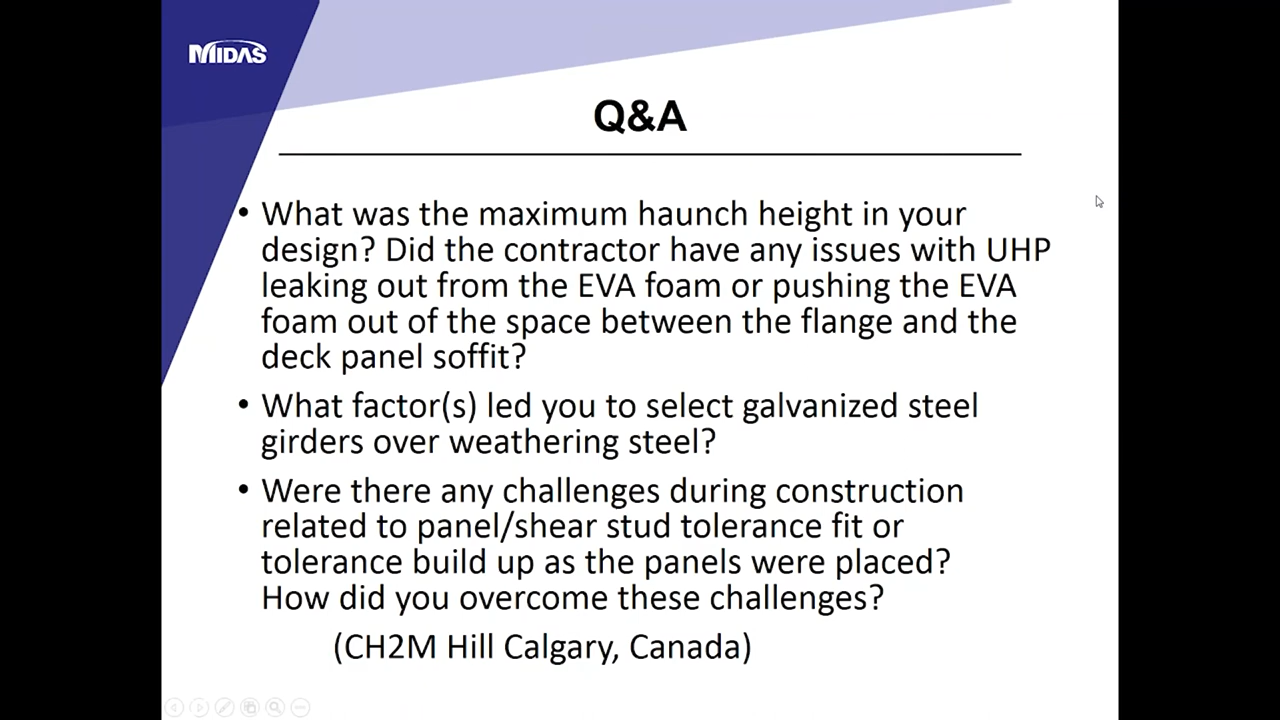 MIDAS
Q&A
• What was the maximum haunch height in your
design? Did the contractor have any issues with UHP
leaking out from the EVA foam or pushing the EVA
foam out of the space between the flange and the
deck panel soffit?
• What factor(s) led you to select galvanized steel
girders over weathering steel?
• Were there any challenges during construction
related to panel/shear stud tolerance fit or
tolerance build up as the panels were placed?
How did you overcome these challenges?
(CH2M Hill Calgary, Canada)